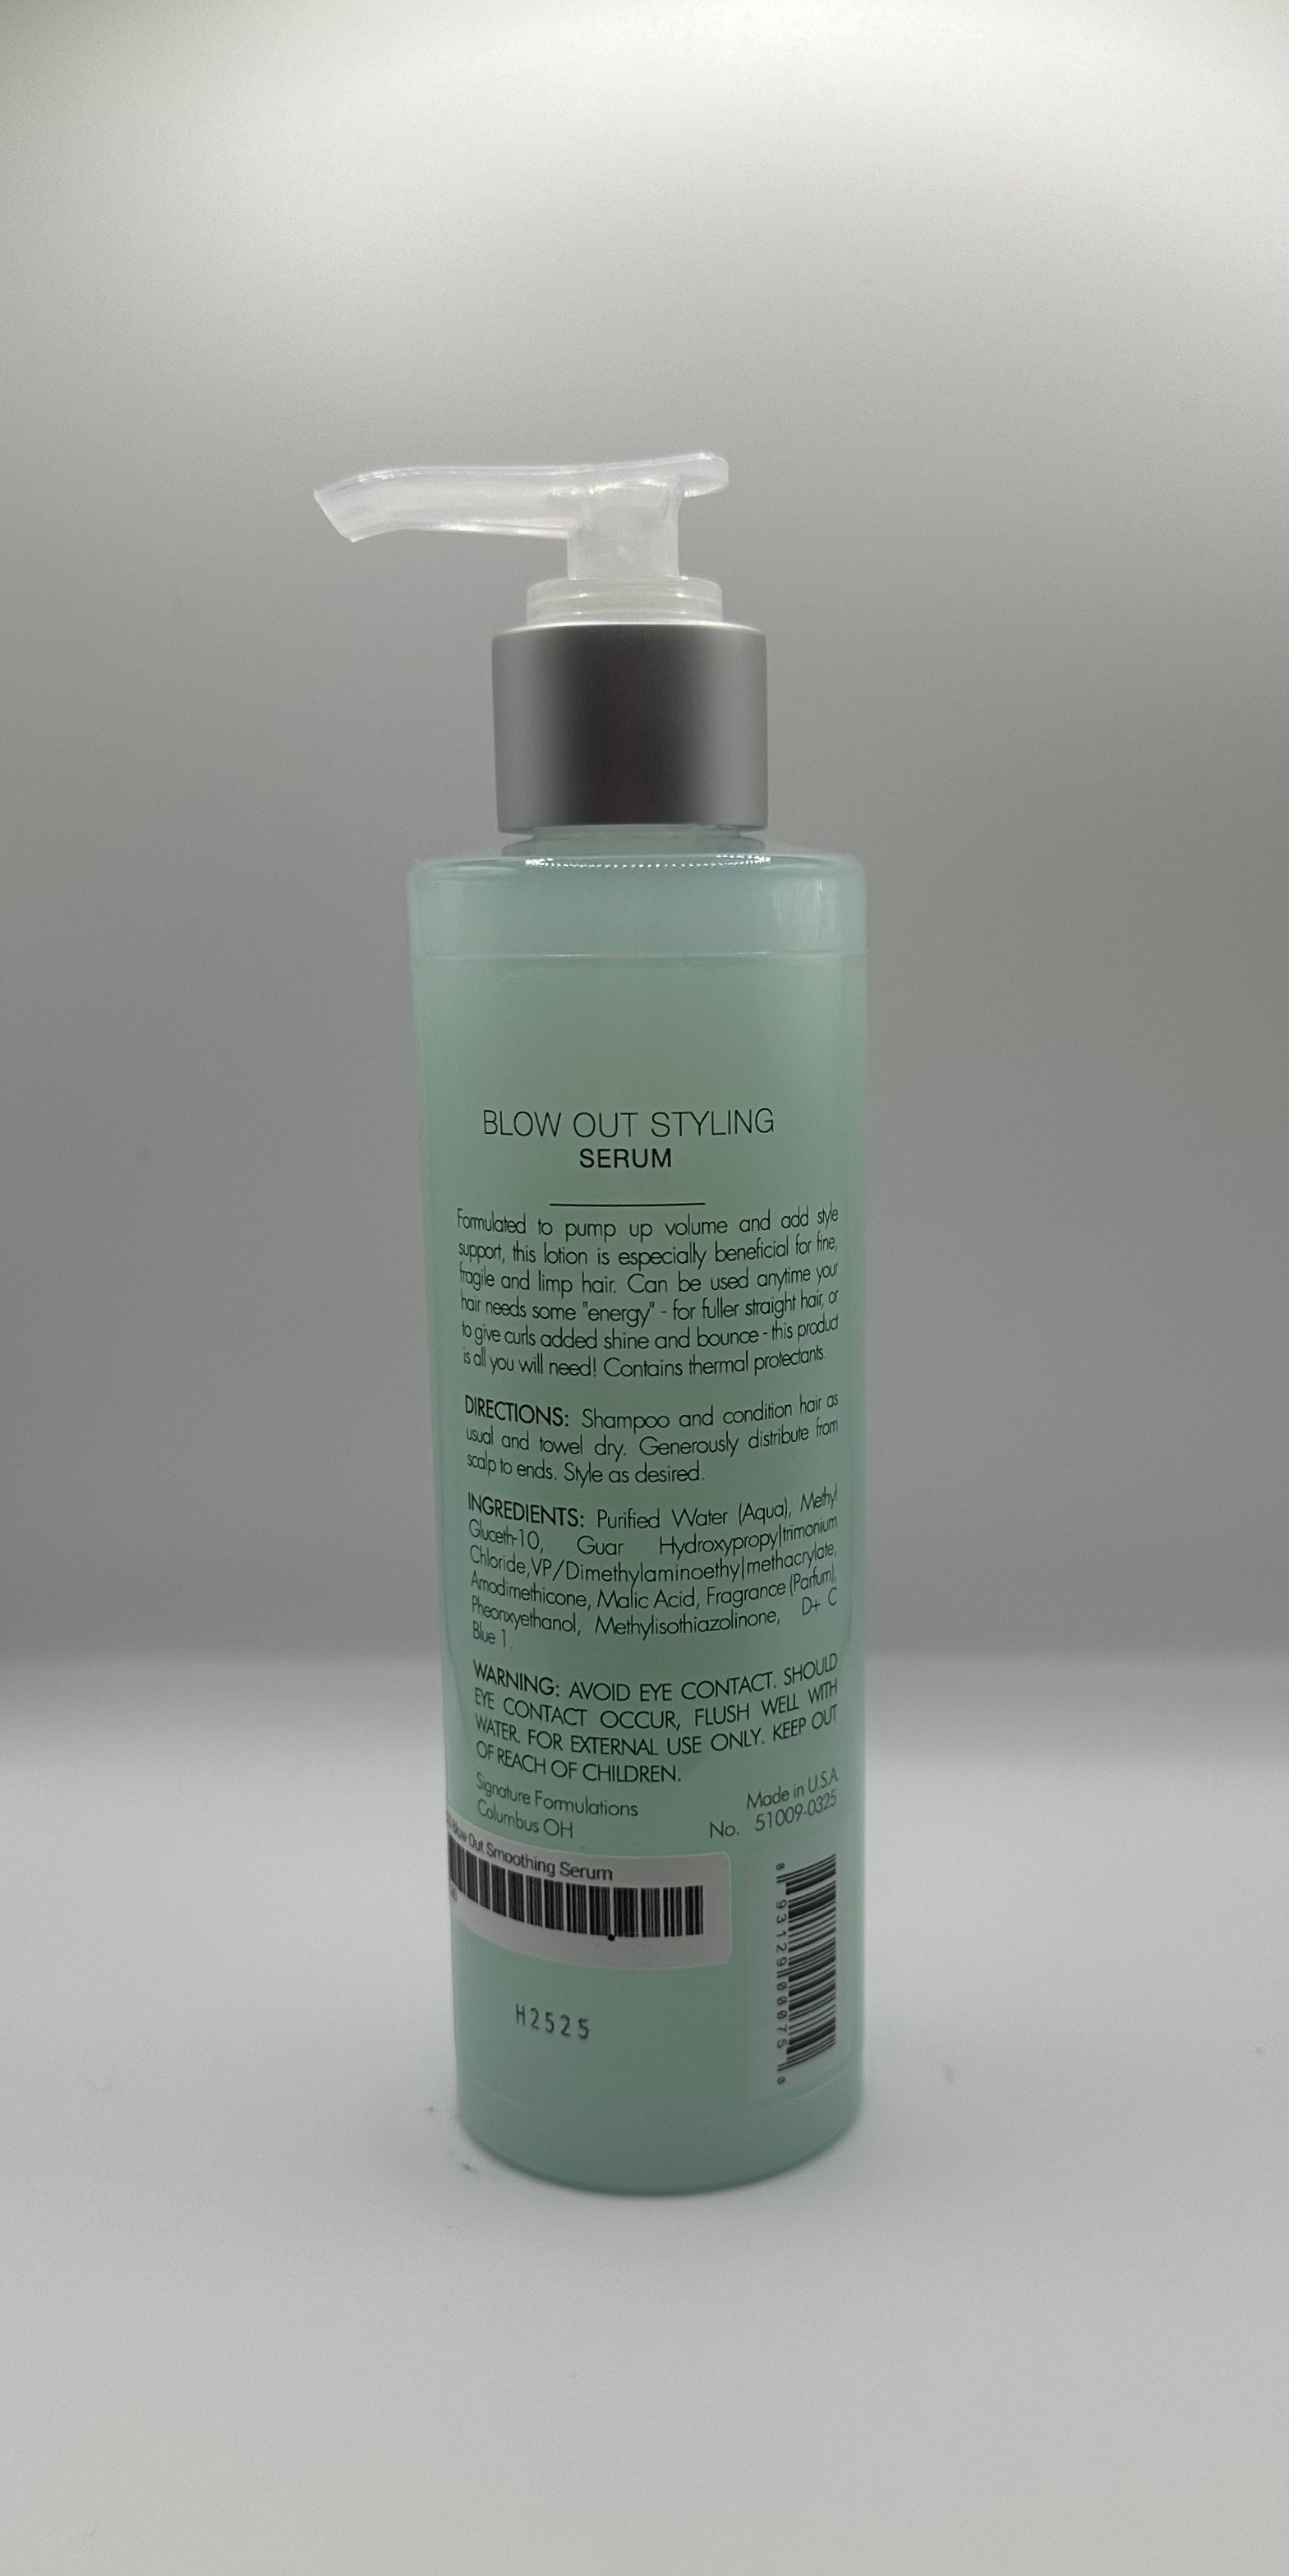 BLOW OUT STYLING
SERUM
Formulated to pump up volume and add style
support, this lotion is especially beneficial for fine,
fragile and limp hair. Can be used anytime your
hair needs some "energy" - for fuller straight hair, or
to give curls added shine and bounce - this product
is all you will need! Contains thermal protectants.
DIRECTIONS: Shampoo and condition hair as
usual and towel dry. Generously distribute from
scalp to ends. Style as desired.
INGREDIENTS: Purified Water (Aqua), Methyl
Gluceth-10, Guar Hydroxypropyltrimonium
Chloride,VP/Dimethylaminoethylmethacrylate,
Amodimethicone, Malic Acid, Fragrance (Parfum),
Pheonxyethanol, Methylisothiazolinone, D+ C
Blue 1.
WARNING: AVOID EYE CONTACT. SHOULD
EYE CONTACT OCCUR, FLUSH WELL WITH
WATER. FOR EXTERNAL USE ONLY. KEEP OUT
OF REACH OF CHILDREN.
Signature Formulations
Columbus OH
Made in U.S.A
No. 51009-0325
Blow Out Smoothing Serum
8 93129 00075 8
H2525